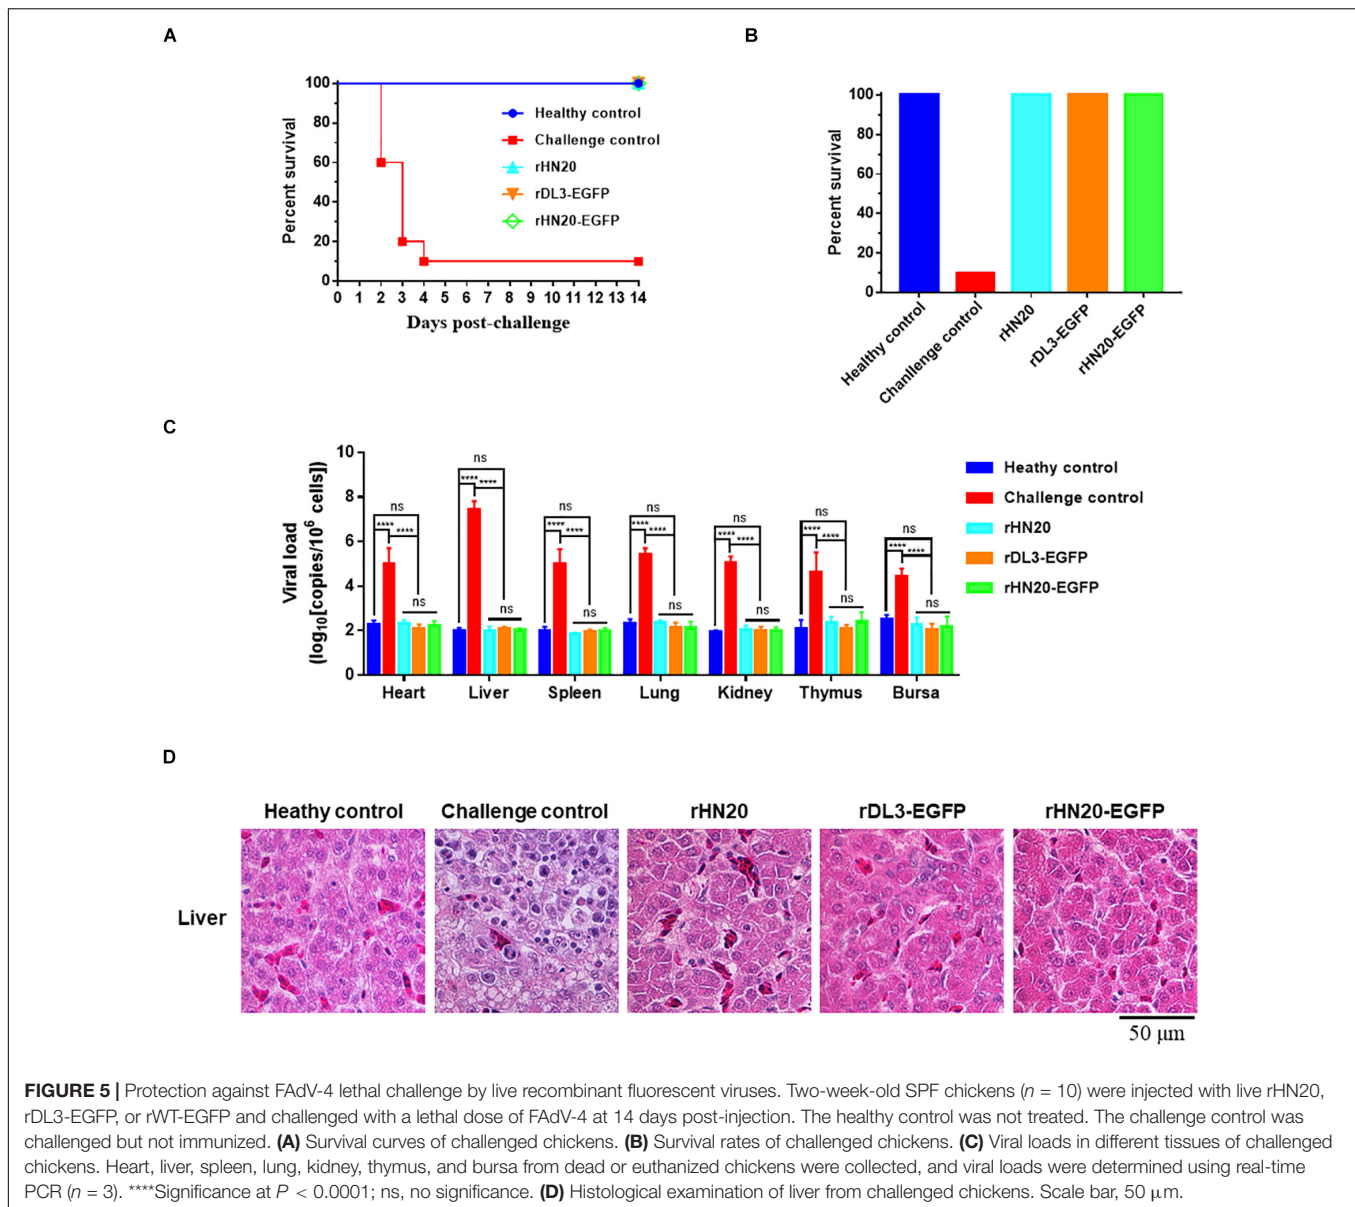 A
B
Percent survival
100
80
60
40
20
0
0 1 2 3 4 5 6 7 8 9 10 11 12 13 14
Days post-challenge
Healthy control
Challenge control
rHN20
rDL3-EGFP
rHN20-EGFP
Percent survival
100
80
60
40
20
0
Healthy control
Chanllenge control
rHN20
rDL3-EGFP
rHN20-EGFP
C
Viral load
(log10[copies/10⁶ cells])
10
8
6
4
2
0
ns ns ns ns ns ns ns
**** **** **** **** **** **** ****
**** **** **** **** **** **** ****
ns ns ns ns ns ns ns
Heart Liver Spleen Lung Kidney Thymus Bursa
Heathy control
Challenge control
rHN20
rDL3-EGFP
rHN20-EGFP
D
Heathy control Challenge control rHN20 rDL3-EGFP rHN20-EGFP
Liver
50 µm
FIGURE 5 | Protection against FAdV-4 lethal challenge by live recombinant fluorescent viruses. Two-week-old SPF chickens (n = 10) were injected with live rHN20,
rDL3-EGFP, or rWT-EGFP and challenged with a lethal dose of FAdV-4 at 14 days post-injection. The healthy control was not treated. The challenge control was
challenged but not immunized. (A) Survival curves of challenged chickens. (B) Survival rates of challenged chickens. (C) Viral loads in different tissues of challenged
chickens. Heart, liver, spleen, lung, kidney, thymus, and bursa from dead or euthanized chickens were collected, and viral loads were determined using real-time
PCR (n = 3). ****Significance at P < 0.0001; ns, no significance. (D) Histological examination of liver from challenged chickens. Scale bar, 50 µm.